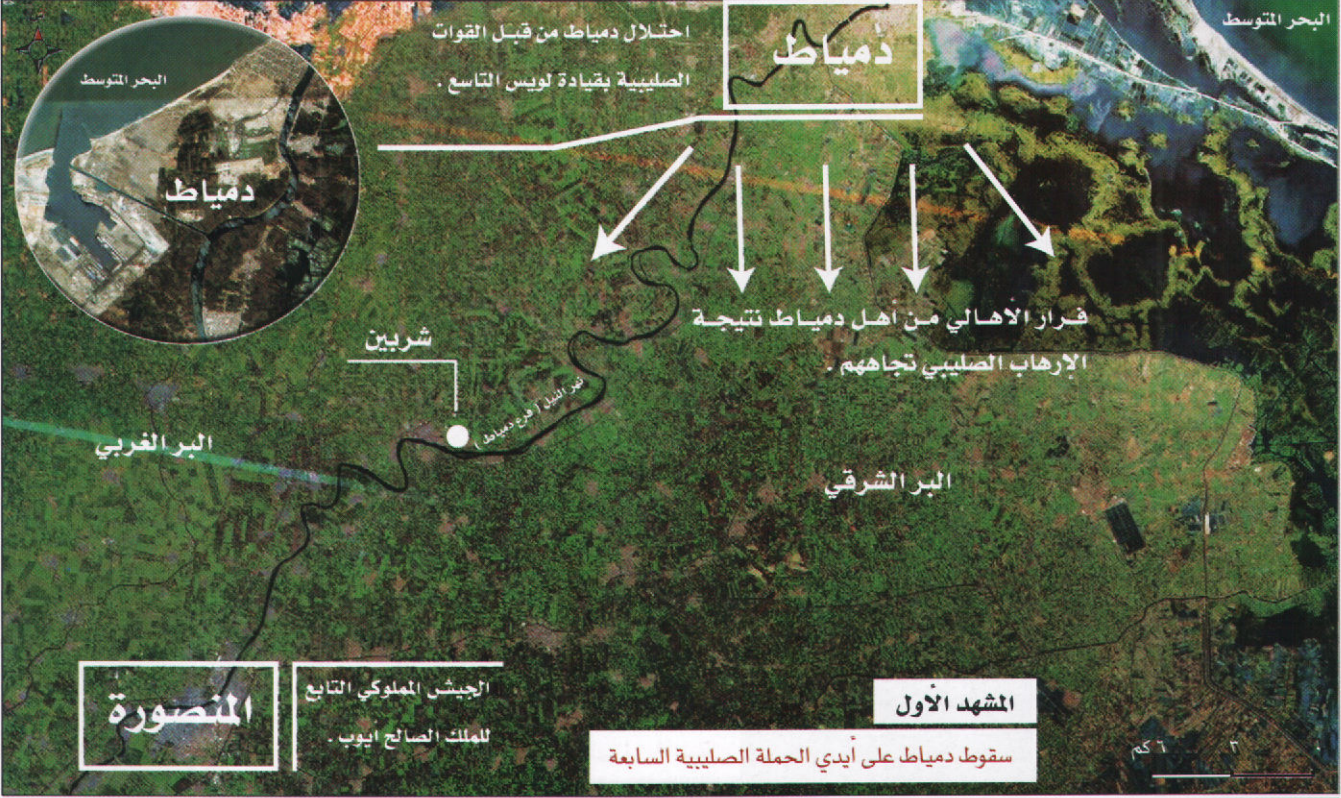 البحر المتوسط
دمياط
احتلال دمياط من قبل القوات
الصليبية بقيادة لويس التاسع .
البحر المتوسط
دمياط
فرار الأهالي من أهل دمياط نتيجة
الإرهاب الصليبي تجاههم .
شربين
نهر النيل ( فرع دمياط )
البر الغربي
البر الشرقي
المنصورة
الجيش المملوكي التابع
للملك الصالح ايوب .
المشهد الأول
سقوط دمياط على أيدي الحملة الصليبية السابعة
٠ ٣ ٦ كم